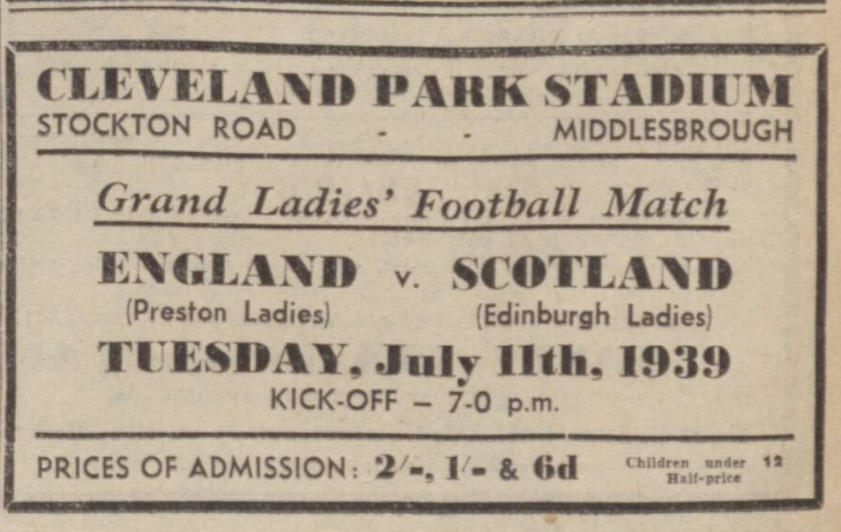 CLEVELAND PARK STADIUM
STOCKTON ROAD - - MIDDLESBROUGH
Grand Ladies' Football Match
ENGLAND v. SCOTLAND
(Preston Ladies) (Edinburgh Ladies)
TUESDAY, July 11th, 1939
KICK-OFF — 7-0 p.m.
PRICES OF ADMISSION: 2/-, 1/- & 6d Children under 12
Half-price